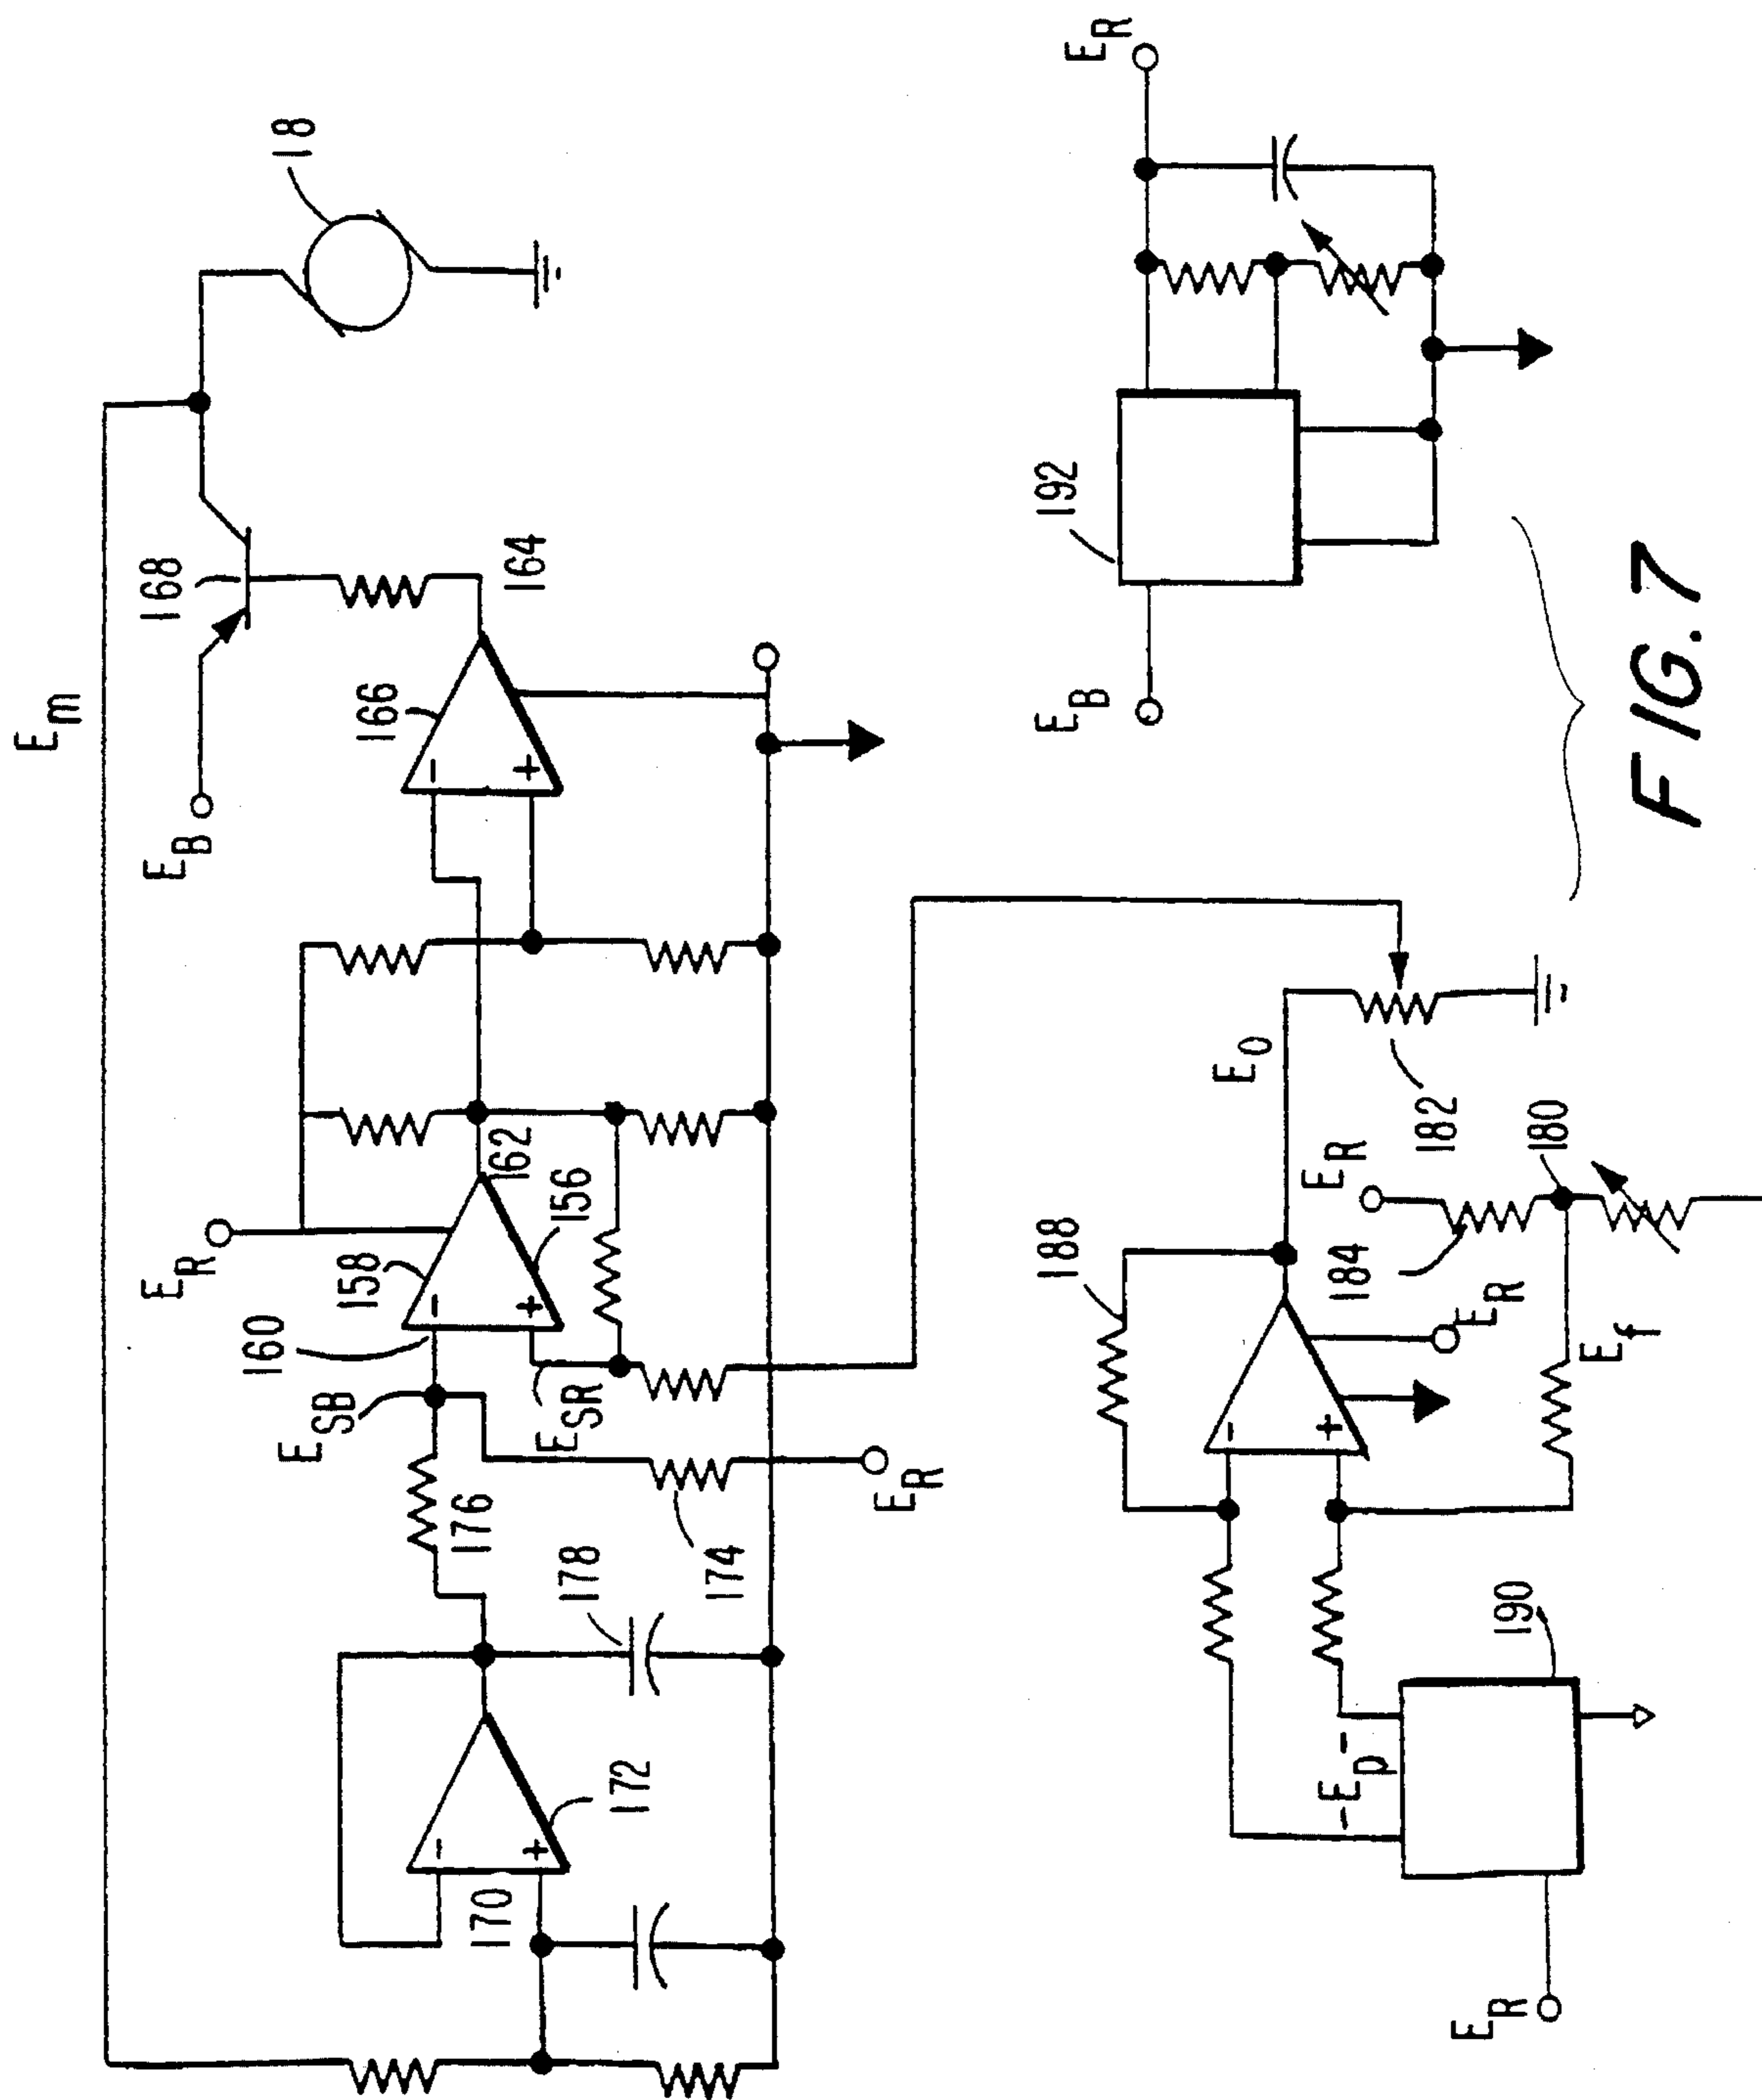 E_m
18
168
E_B
E_R
158
160
E_SB
166
164
162
156
E_SR
176
178
174
E_R
172
170
-
+
-
+
-
+
192
E_B
E_R
188
E_O
182
E_R
184
180
E_R
E_f
-
+
-E_p-
190
E_R
FIG. 7